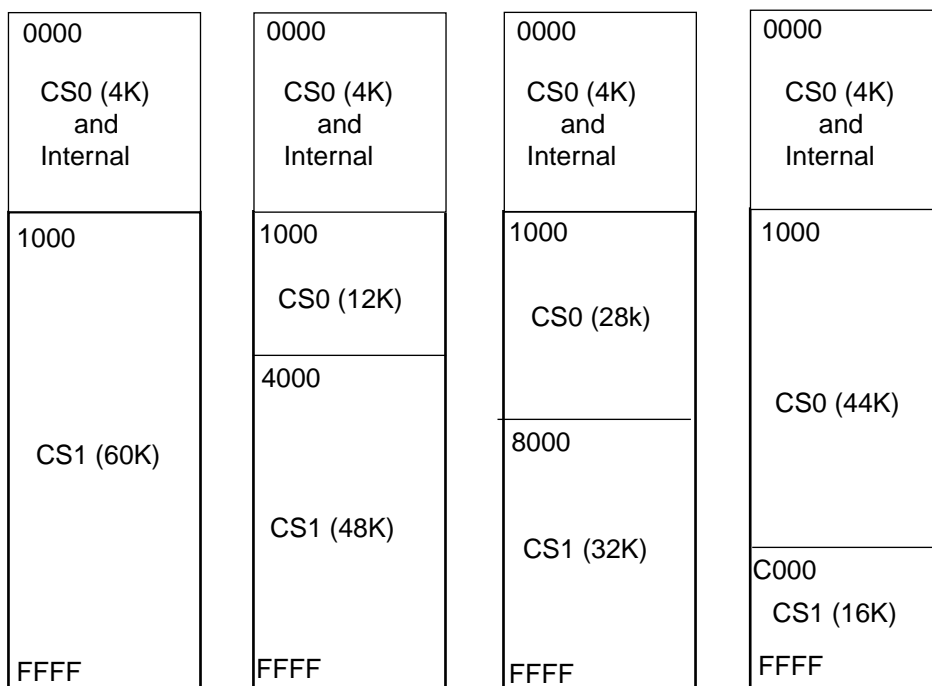 0000
CS0 (4K)
and
Internal
1000
CS1 (60K)
FFFF
0000
CS0 (4K)
and
Internal
1000
CS0 (12K)
4000
CS1 (48K)
FFFF
0000
CS0 (4K)
and
Internal
1000
CS0 (28k)
8000
CS1 (32K)
FFFF
0000
CS0 (4K)
and
Internal
1000
CS0 (44K)
C000
CS1 (16K)
FFFF